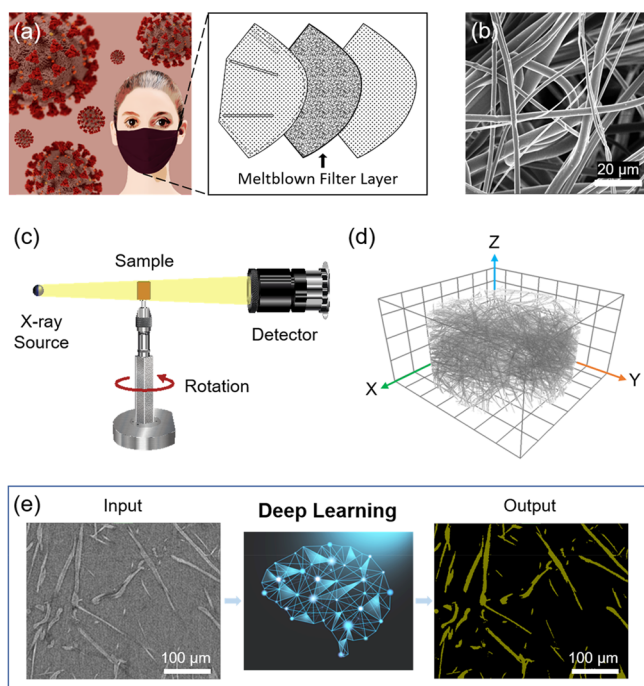 (a)
Meltblown Filter Layer
(b)
20 µm
(c)
Sample
X-ray
Source
Detector
Rotation
(d)
Z
X
Y
(e)
Input
Deep Learning
Output
100 µm
100 µm